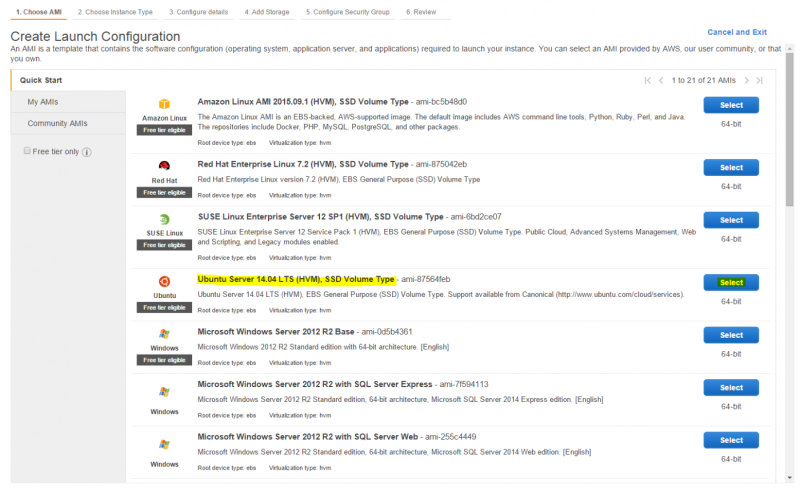 1. Choose AMI 2. Choose Instance Type 3. Configure details 4. Add Storage 5. Configure Security Group 6. Review
Create Launch Configuration
Cancel and Exit
An AMI is a template that contains the software configuration (operating system, application server, and applications) required to launch your instance. You can select an AMI provided by AWS, our user community, or that
you own.
Quick Start
1 to 21 of 21 AMIs
My AMIs
Community AMIs
Free tier only
Amazon Linux
Free tier eligible
Amazon Linux AMI 2015.09.1 (HVM), SSD Volume Type - ami-bc5b48d0
The Amazon Linux AMI is an EBS-backed, AWS-supported image. The default image includes AWS command line tools, Python, Ruby, Perl, and Java.
The repositories include Docker, PHP, MySQL, PostgreSQL, and other packages.
Root device type: ebs Virtualization type: hvm
Select
64-bit
Red Hat
Free tier eligible
Red Hat Enterprise Linux 7.2 (HVM), SSD Volume Type - ami-875042eb
Red Hat Enterprise Linux version 7.2 (HVM), EBS General Purpose (SSD) Volume Type
Root device type: ebs Virtualization type: hvm
Select
64-bit
SUSE Linux
Free tier eligible
SUSE Linux Enterprise Server 12 SP1 (HVM), SSD Volume Type - ami-6bd2ce07
SUSE Linux Enterprise Server 12 Service Pack 1 (HVM), EBS General Purpose (SSD) Volume Type. Public Cloud, Advanced Systems Management, Web
and Scripting, and Legacy modules enabled.
Root device type: ebs Virtualization type: hvm
Select
64-bit
Ubuntu
Free tier eligible
Ubuntu Server 14.04 LTS (HVM), SSD Volume Type - ami-87564feb
Ubuntu Server 14.04 LTS (HVM), EBS General Purpose (SSD) Volume Type. Support available from Canonical (http://www.ubuntu.com/cloud/services).
Root device type: ebs Virtualization type: hvm
Select
64-bit
Windows
Free tier eligible
Microsoft Windows Server 2012 R2 Base - ami-0d5b4361
Microsoft Windows 2012 R2 Standard edition with 64-bit architecture. [English]
Root device type: ebs Virtualization type: hvm
Select
64-bit
Windows
Microsoft Windows Server 2012 R2 with SQL Server Express - ami-7f594113
Microsoft Windows Server 2012 R2 Standard edition, 64-bit architecture, Microsoft SQL Server 2014 Express edition. [English]
Root device type: ebs Virtualization type: hvm
Select
64-bit
Windows
Microsoft Windows Server 2012 R2 with SQL Server Web - ami-255c4449
Microsoft Windows Server 2012 R2 Standard edition, 64-bit architecture, Microsoft SQL Server 2014 Web edition. [English]
Root device type: ebs Virtualization type: hvm
Select
64-bit